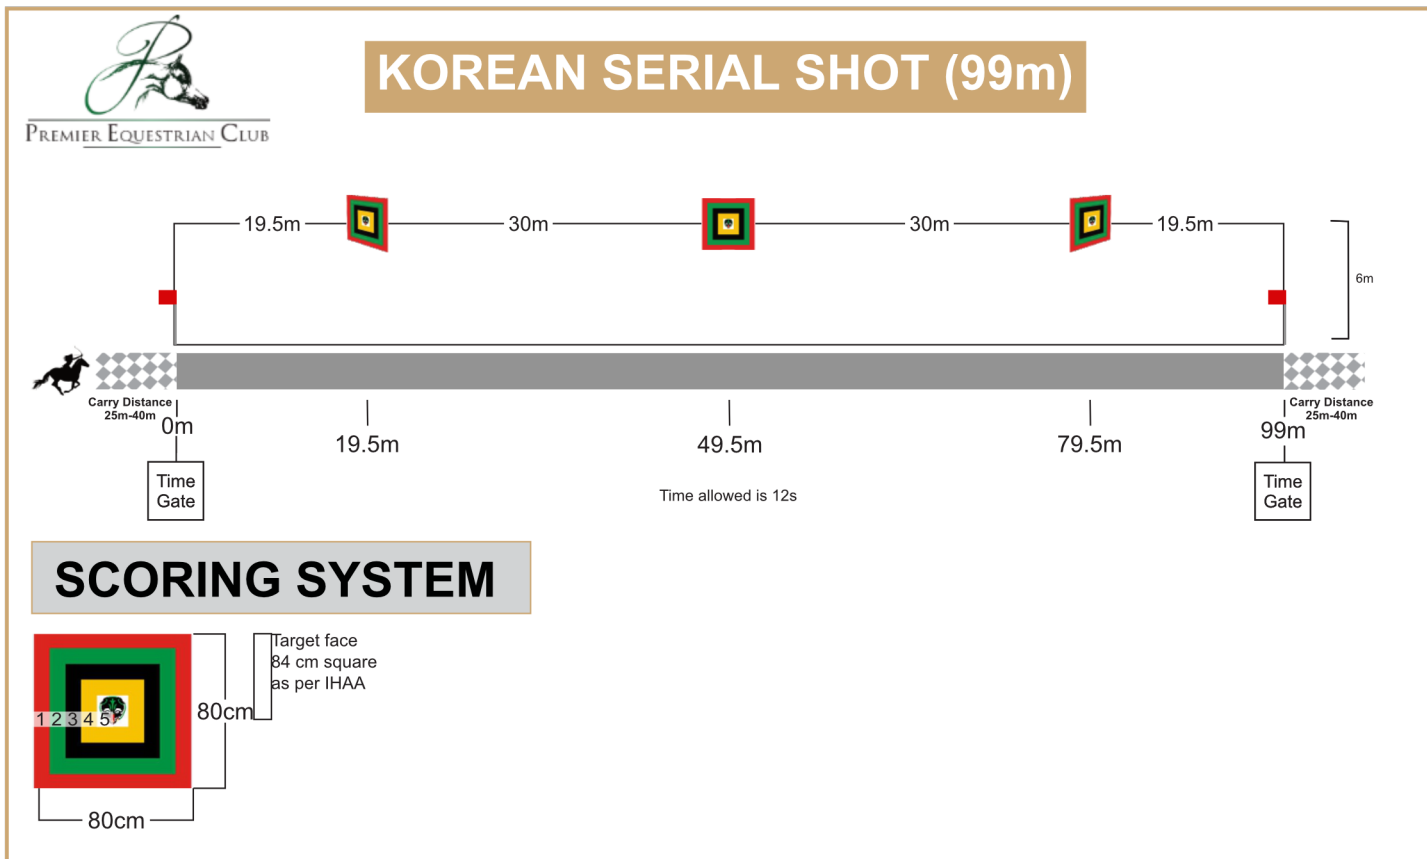 PREMIER EQUESTRIAN CLUB
KOREAN SERIAL SHOT (99m)
19.5m
30m
30m
19.5m
6m
Carry Distance
25m-40m
Carry Distance
25m-40m
0m
19.5m
49.5m
79.5m
99m
Time
Gate
Time allowed is 12s
Time
Gate
SCORING SYSTEM
Target face
84 cm square
as per IHAA
1 2 3 4 5
80cm
80cm